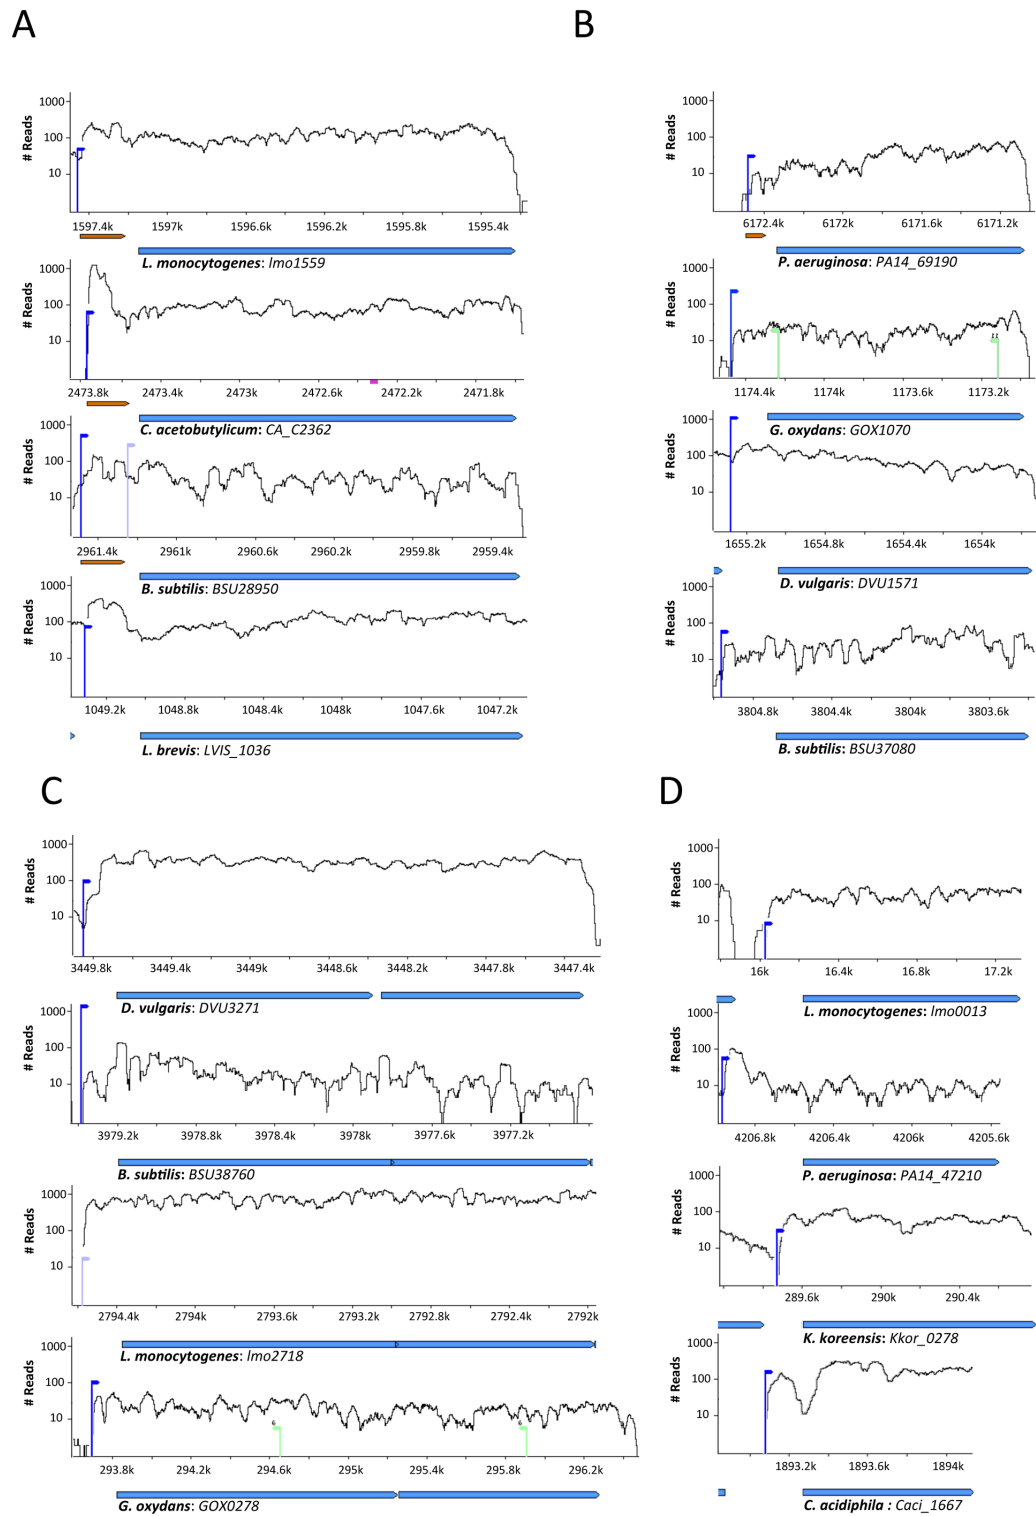 A
# Reads
1000
100
10
1597.4k 1597k 1596.6k 1596.2k 1595.8k 1595.4k
L. monocytogenes: lmo1559
# Reads
1000
100
10
2473.8k 2473.4k 2473k 2472.6k 2472.2k 2471.8k
C. acetobutylicum: CA_C2362
# Reads
1000
100
10
2961.4k 2961k 2960.6k 2960.2k 2959.8k 2959.4k
B. subtilis: BSU28950
# Reads
1000
100
10
1049.2k 1048.8k 1048.4k 1048k 1047.6k 1047.2k
L. brevis: LVIS_1036
B
# Reads
1000
100
10
6172.4k 6172k 6171.6k 6171.2k
P. aeruginosa: PA14_69190
# Reads
1000
100
10
11
1174.4k 1174k 1173.6k 1173.2k
G. oxydans: GOX1070
# Reads
1000
100
10
1655.2k 1654.8k 1654.4k 1654k
D. vulgaris: DVU1571
# Reads
1000
100
10
3804.8k 3804.4k 3804k 3803.6k
B. subtilis: BSU37080
C
# Reads
1000
100
10
3449.8k 3449.4k 3449k 3448.6k 3448.2k 3447.8k 3447.4k
D. vulgaris: DVU3271
# Reads
1000
100
10
3979.2k 3978.8k 3978.4k 3978k 3977.6k 3977.2k
B. subtilis: BSU38760
# Reads
1000
100
10
2794.4k 2794k 2793.6k 2793.2k 2792.8k 2792.4k 2792k
L. monocytogenes: lmo2718
# Reads
1000
100
10
6 6
293.8k 294.2k 294.6k 295k 295.4k 295.8k 296.2k
G. oxydans: GOX0278
D
# Reads
1000
100
10
16k 16.4k 16.8k 17.2k
L. monocytogenes: lmo0013
# Reads
1000
100
10
4206.8k 4206.4k 4206k 4205.6k
P. aeruginosa: PA14_47210
# Reads
1000
100
10
289.6k 290k 290.4k
K. koreensis: Kkor_0278
# Reads
1000
100
10
1893.2k 1893.6k 1894k
C. acidiphila : Caci_1667